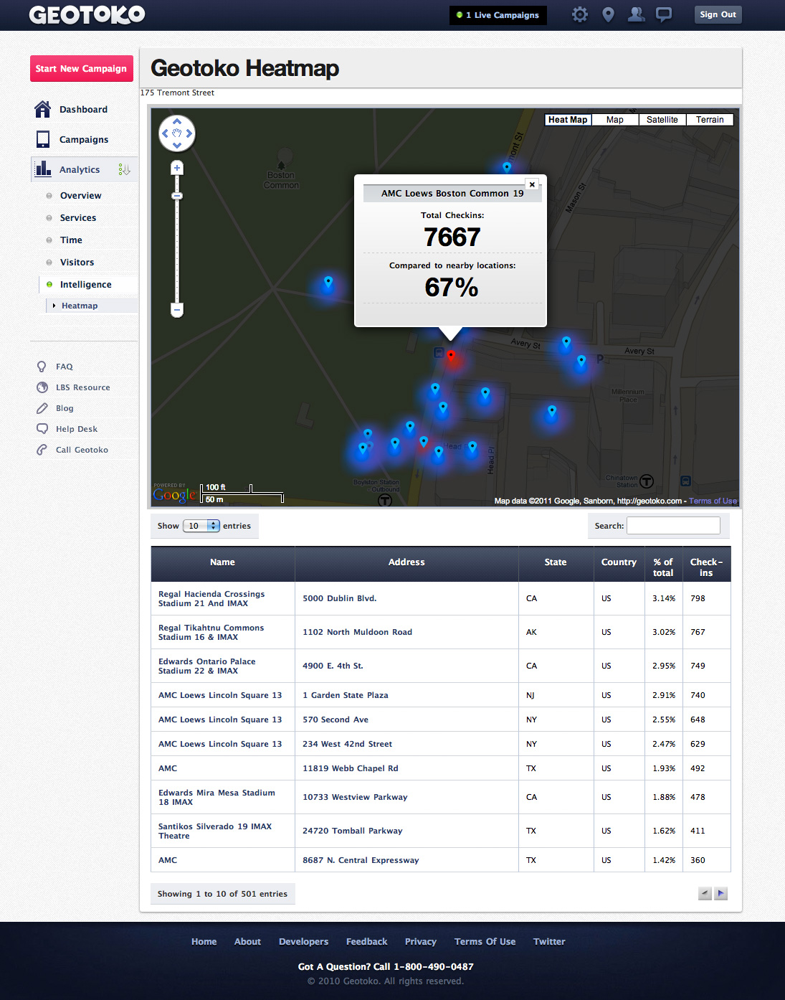 GEOTOKO
1 Live Campaigns
Sign Out
Start New Campaign
Dashboard
Campaigns
Analytics
Overview
Services
Time
Visitors
Intelligence
Heatmap
FAQ
LBS Resource
Blog
Help Desk
Call Geotoko
Geotoko Heatmap
175 Tremont Street
Heat Map
Map
Satellite
Terrain
Boston
Common
mont St
Mason St
AMC Loews Boston Common 19
Total Checkins:
7667
Compared to nearby locations:
67%
Avery St
Avery St
P
Millennium
Place
Head Pl
Boylston Station
- Outbound
T
Chinatown
Station
T
POWERED BY
Google
100 ft
50 m
Map data ©2011 Google, Sanborn, http://geotoko.com - Terms of Use
Show 10 entries
Search:
Name Address State Country % of total Check-ins
Regal Hacienda Crossings
Stadium 21 And IMAX
5000 Dublin Blvd. CA US 3.14% 798
Regal Tikahtnu Commons
Stadium 16 & IMAX
1102 North Muldoon Road AK US 3.02% 767
Edwards Ontario Palace
Stadium 22 & IMAX
4900 E. 4th St. CA US 2.95% 749
AMC Loews Lincoln Square 13 1 Garden State Plaza NJ US 2.91% 740
AMC Loews Lincoln Square 13 570 Second Ave NY US 2.55% 648
AMC Loews Lincoln Square 13 234 West 42nd Street NY US 2.47% 629
AMC 11819 Webb Chapel Rd TX US 1.93% 492
Edwards Mira Mesa Stadium
18 IMAX
10733 Westview Parkway CA US 1.88% 478
Santikos Silverado 19 IMAX
Theatre
24720 Tomball Parkway TX US 1.62% 411
AMC 8687 N. Central Expressway TX US 1.42% 360
Showing 1 to 10 of 501 entries
Home About Developers Feedback Privacy Terms Of Use Twitter
Got A Question? Call 1-800-490-0487
© 2010 Geotoko. All rights reserved.